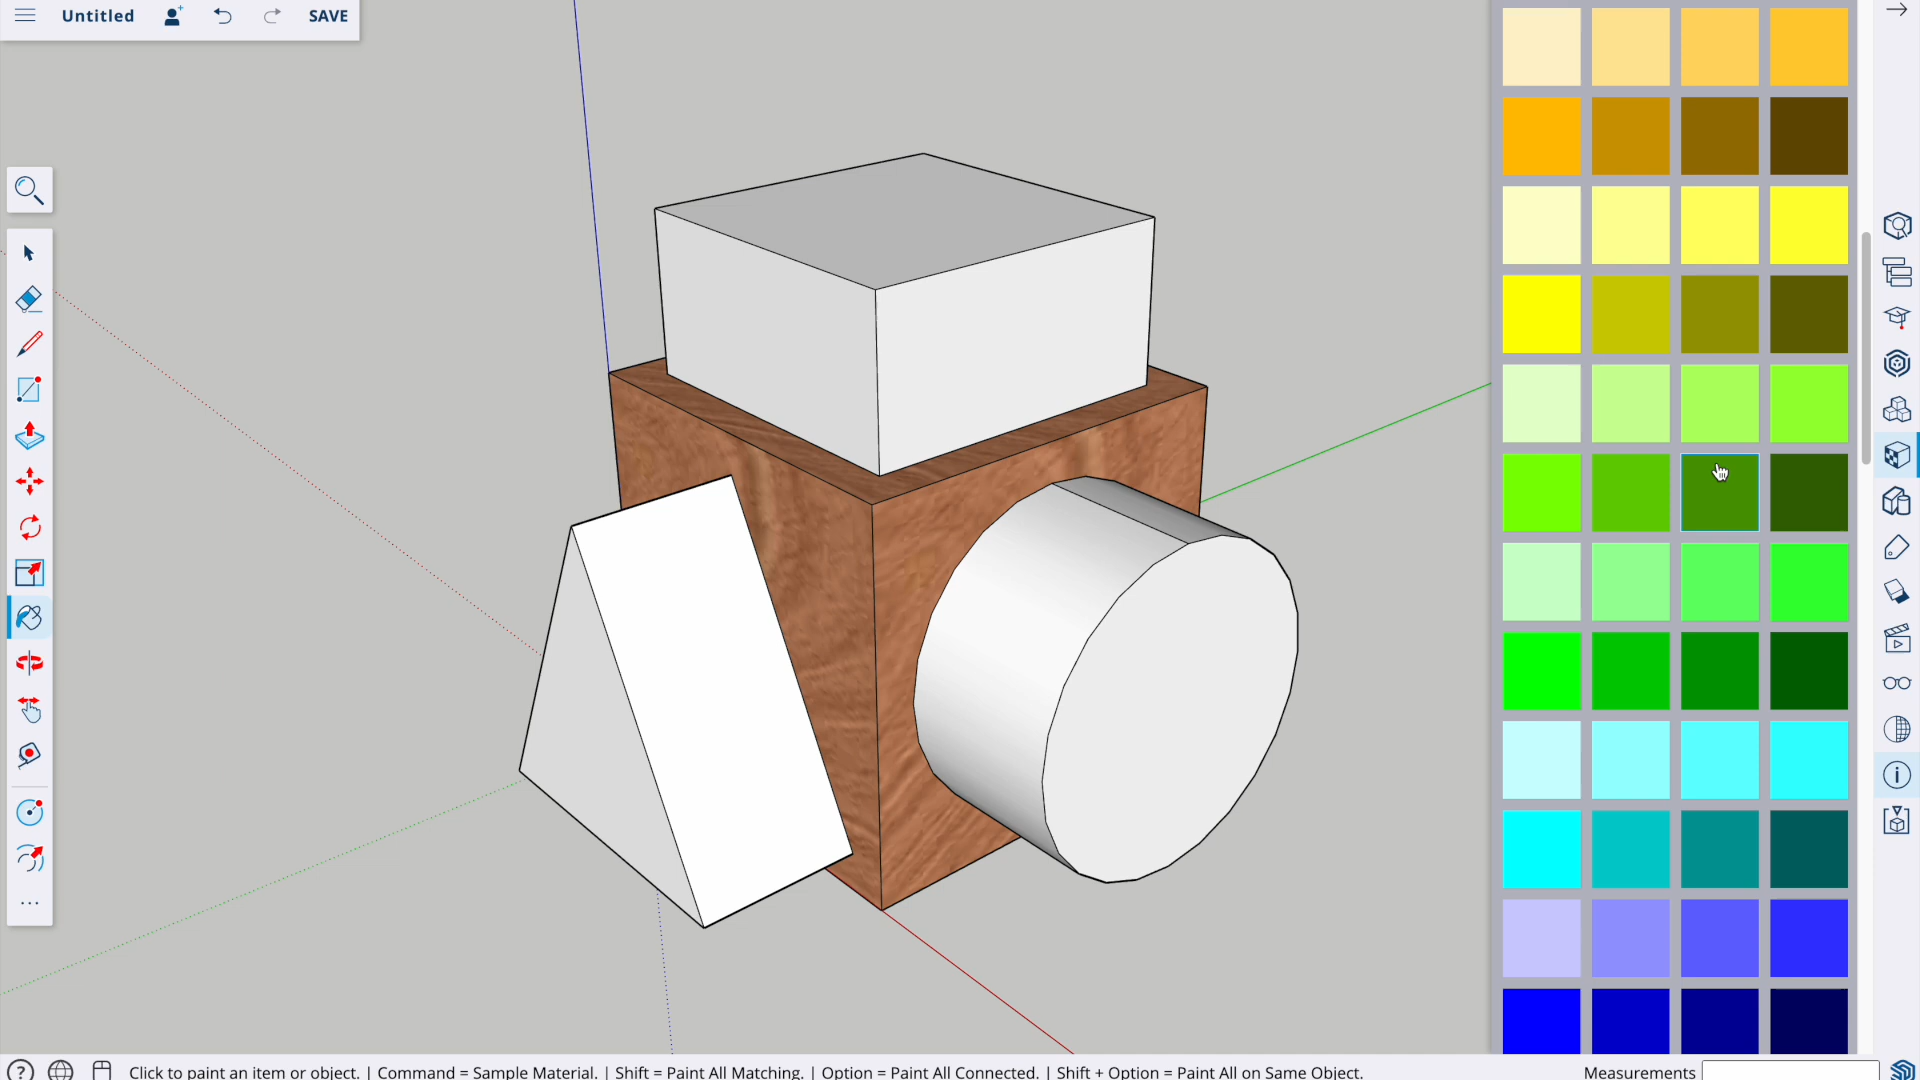 Untitled
SAVE
Click to paint an item or object. | Command = Sample Material. | Shift = Paint All Matching. | Option = Paint All Connected. | Shift + Option = Paint All on Same Object.
Measurements